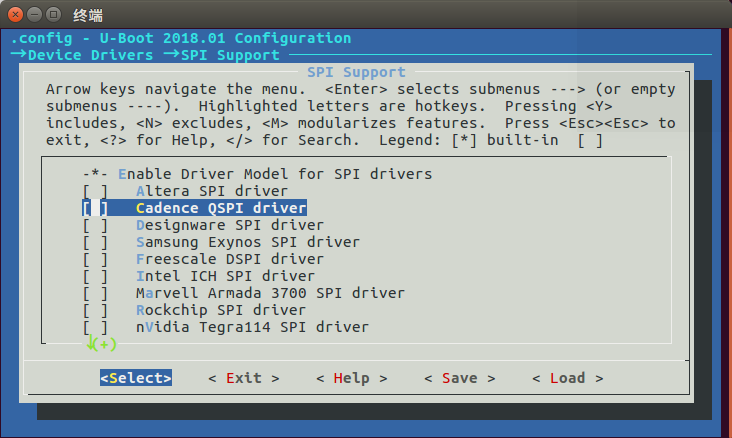 终端
.config - U-Boot 2018.01 Configuration
→Device Drivers →SPI Support
SPI Support
Arrow keys navigate the menu.  <Enter> selects submenus ---> (or empty
submenus ----).  Highlighted letters are hotkeys.  Pressing <Y>
includes, <N> excludes, <M> modularizes features.  Press <Esc><Esc> to
exit, <?> for Help, </> for Search.  Legend: [*] built-in  [ ]
-*- Enable Driver Model for SPI drivers
[ ]   Altera SPI driver
[ ]   Cadence QSPI driver
[ ]   Designware SPI driver
[ ]   Samsung Exynos SPI driver
[ ]   Freescale DSPI driver
[ ]   Intel ICH SPI driver
[ ]   Marvell Armada 3700 SPI driver
[ ]   Rockchip SPI driver
[ ]   nVidia Tegra114 SPI driver
↓(+)
<Select>    < Exit >    < Help >    < Save >    < Load >